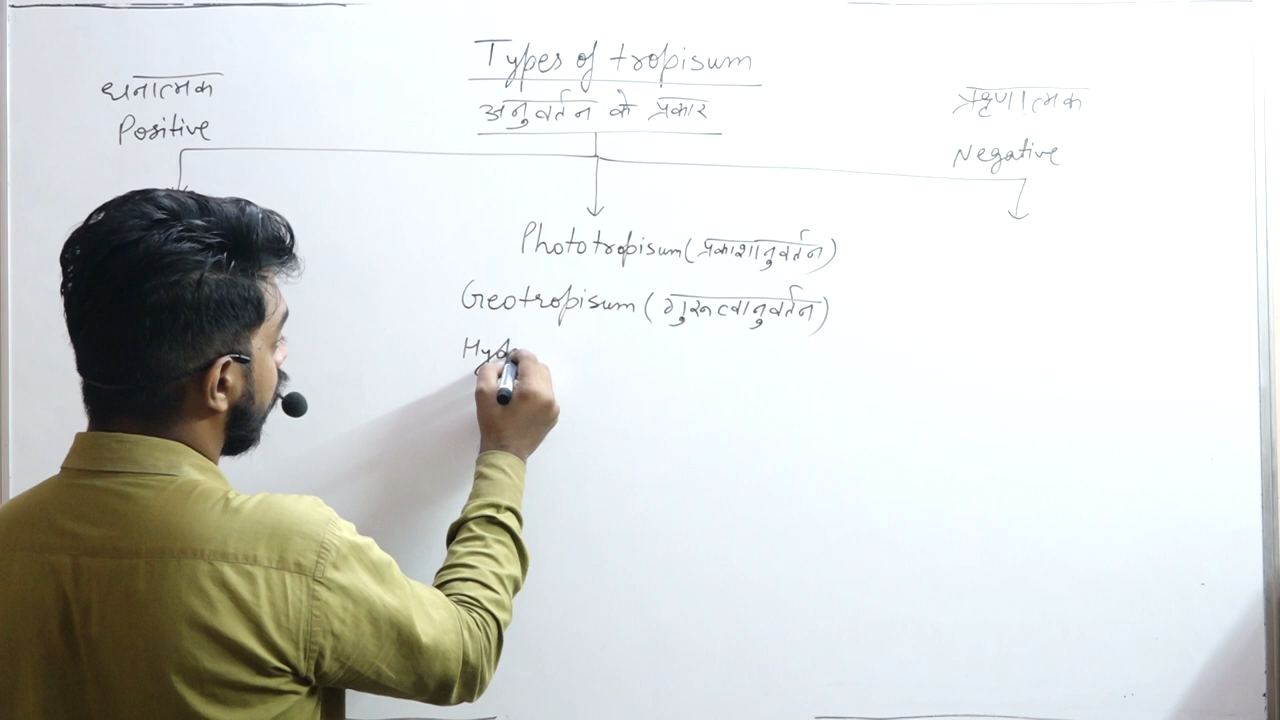 Types of tropisum
अनुवर्तन के प्रकार
धनात्मक
Positive
ऋणात्मक
Negative
Phototropisum (प्रकाशानुवर्तन)
Geotropisum (गुरूत्वानुवर्तन)
Hyd